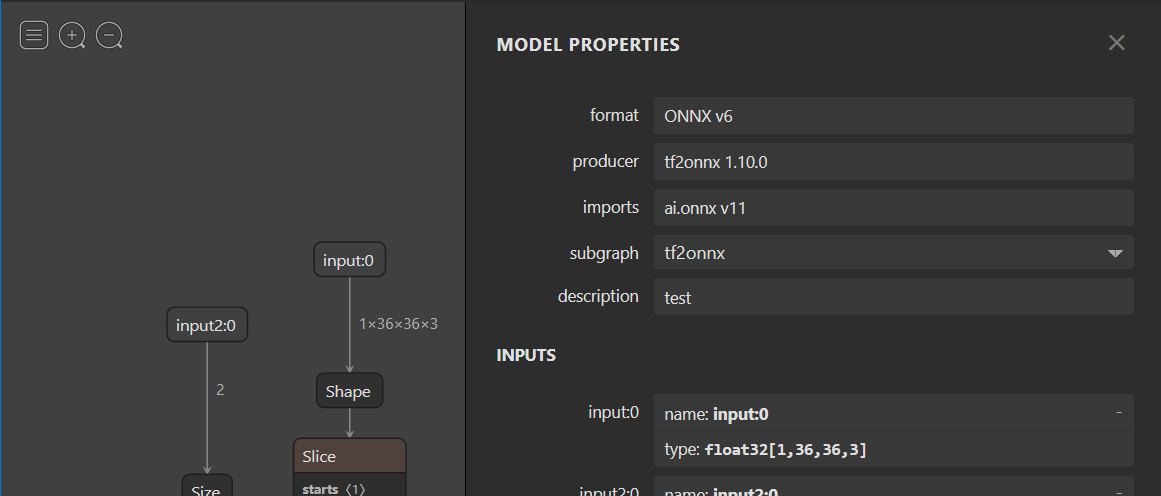 MODEL PROPERTIES
format ONNX v6
producer tf2onnx 1.10.0
imports ai.onnx v11
subgraph tf2onnx
description test
INPUTS
input:0 name: input:0 -
type: float32[1,36,36,3]
input2:0 name: input2:0 -
input:0
1×36×36×3
input2:0
2
Shape
Slice
starts ⟨1⟩
Size